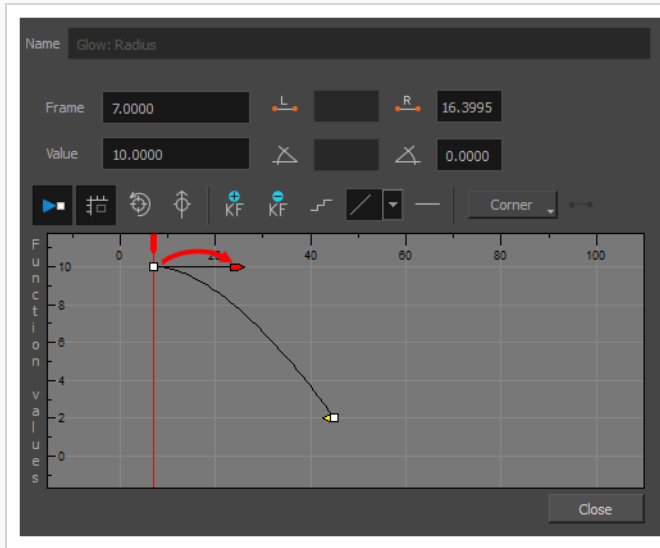 Name Glow: Radius
Frame 7.0000 L R 16.3995
Value 10.0000 0.0000
KF KF Corner
Function values
0 20 40 60 80 100
10
8
6
4
2
0
Close